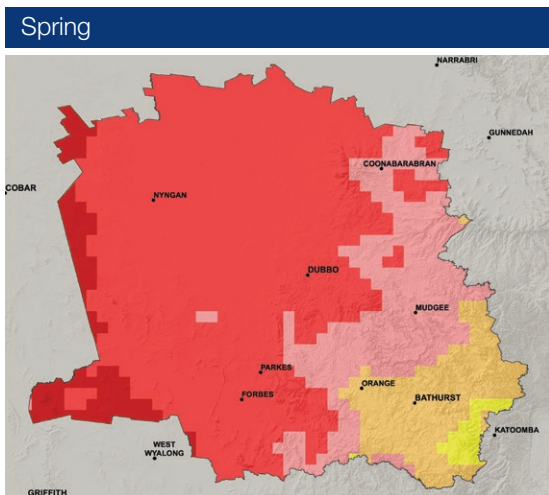 Spring
NARRABRI
GUNNEDAH
COONABARABRAN
COBAR
NYNGAN
DUBBO
MUDGEE
PARKES
ORANGE
FORBES
BATHURST
KATOOMBA
WEST
WYALONG
GRIFFITH